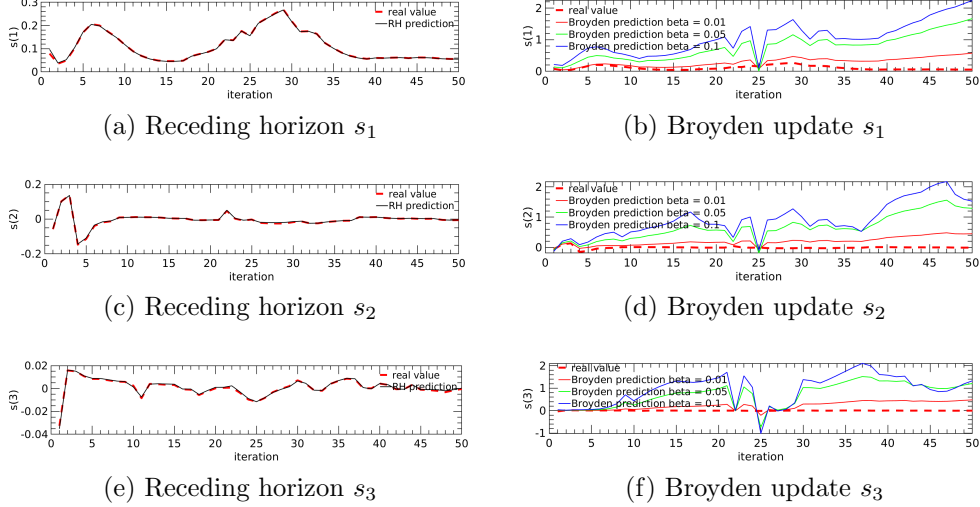 0.3
0.2
0.1
0
s(1)
real value
RH prediction
0 5 10 15 20 25 30 35 40 45 50
iteration
(a) Receding horizon s1
2
1
0
s(1)
real value
Broyden prediction beta = 0.01
Broyden prediction beta = 0.05
Broyden prediction beta = 0.1
0 5 10 15 20 25 30 35 40 45 50
iteration
(b) Broyden update s1
0.2
0
-0.2
s(2)
real value
RH prediction
0 5 10 15 20 25 30 35 40 45 50
iteration
(c) Receding horizon s2
2
1
0
s(2)
real value
Broyden prediction beta = 0.01
Broyden prediction beta = 0.05
Broyden prediction beta = 0.1
0 5 10 15 20 25 30 35 40 45 50
iteration
(d) Broyden update s2
0.02
0
-0.02
-0.04
s(3)
real value
RH prediction
0 5 10 15 20 25 30 35 40 45 50
iteration
(e) Receding horizon s3
2
1
0
-1
s(3)
real value
Broyden prediction beta = 0.01
Broyden prediction beta = 0.05
Broyden prediction beta = 0.1
0 5 10 15 20 25 30 35 40 45 50
iteration
(f) Broyden update s3